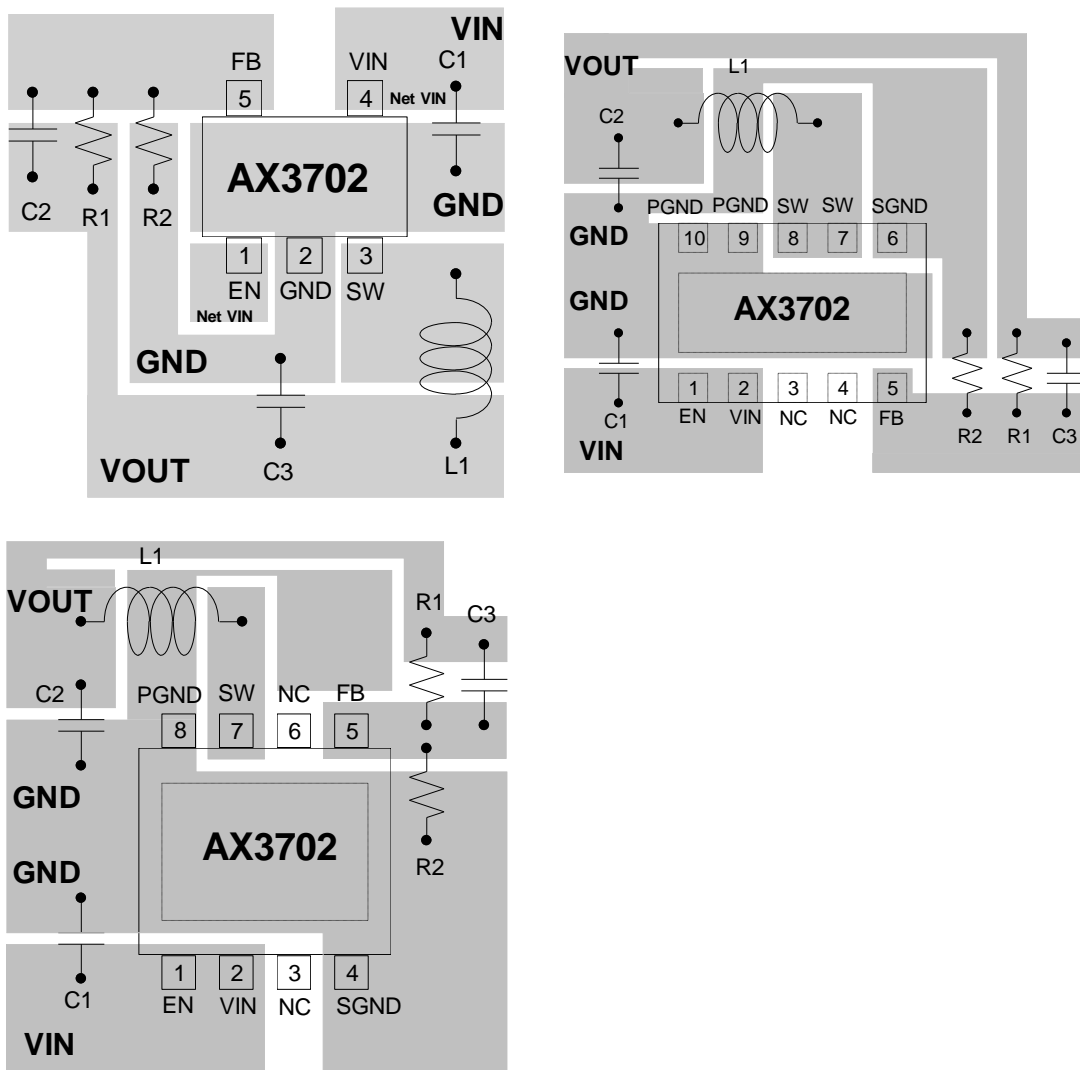 VIN
FB VIN C1
5 4 Net VIN
AX3702
C2 R1 R2 GND
1 2 3
EN GND SW
Net VIN
GND
VOUT C3 L1
VOUT L1
C2
PGND PGND SW SW SGND
GND 10 9 8 7 6
GND
AX3702
1 2 3 4 5
C1 EN VIN NC NC FB R2 R1 C3
VIN
L1
VOUT R1 C3
C2 PGND SW NC FB
8 7 6 5
GND
AX3702
GND R2
1 2 3 4
C1 EN VIN NC SGND
VIN